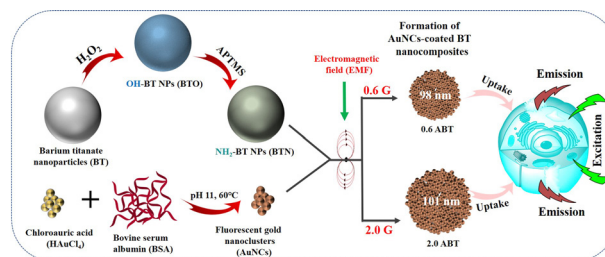 H₂O₂
APTMS
OH-BT NPs (BTO)
Barium titanate
nanoparticles (BT)
NH₂-BT NPs (BTN)
Chloroauric acid
(HAuCl₄)
+
Bovine serum
albumin (BSA)
pH 11, 60°C
Fluorescent gold
nanoclusters
(AuNCs)
Electromagnetic
field (EMF)
0.6 G
2.0 G
Formation of
AuNCs-coated BT
nanocomposites
98 nm
0.6 ABT
101 nm
2.0 ABT
Uptake
Uptake
Emission
Excitation
Emission